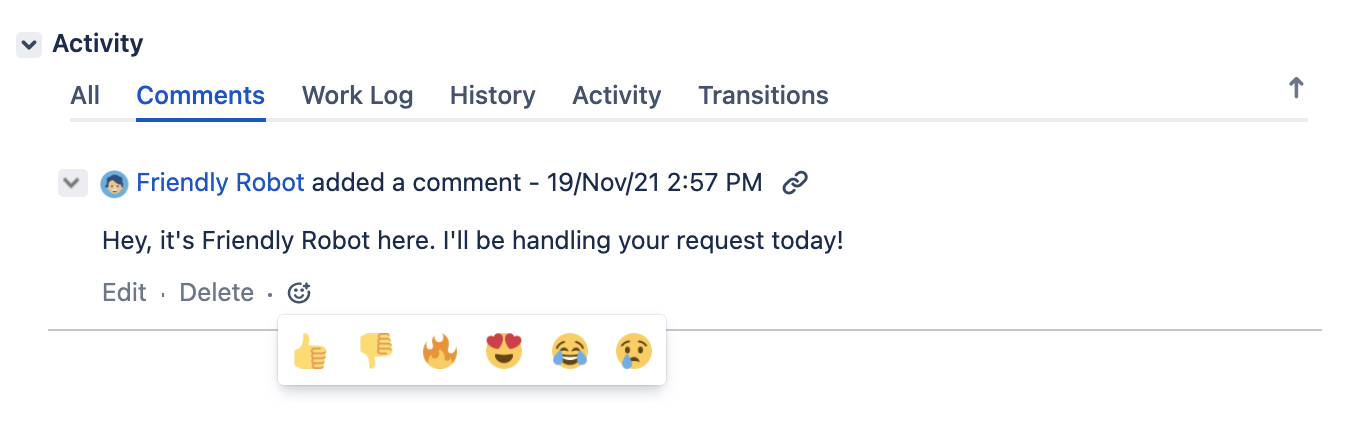 Activity
All Comments Work Log History Activity Transitions
Friendly Robot added a comment - 19/Nov/21 2:57 PM
Hey, it's Friendly Robot here. I'll be handling your request today!
Edit · Delete ·